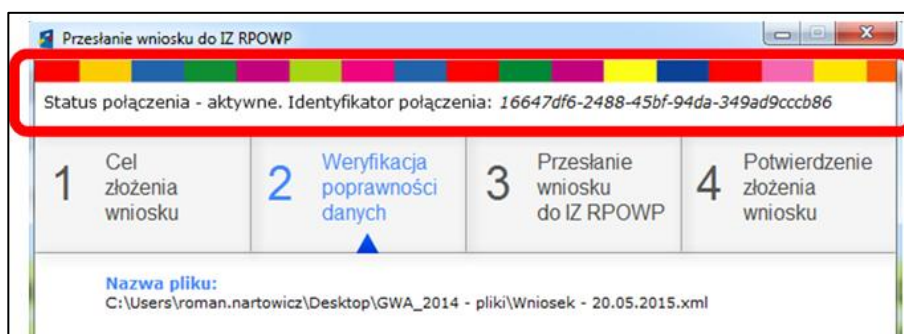 Przesłanie wniosku do IZ RPOWP
Status połączenia - aktywne. Identyfikator połączenia: 16647df6-2488-45bf-94da-349ad9cccb86
1 Cel złożenia wniosku
2 Weryfikacja poprawności danych
3 Przesłanie wniosku do IZ RPOWP
4 Potwierdzenie złożenia wniosku
Nazwa pliku:
C:\Users\roman.nartowicz\Desktop\GWA_2014 - pliki\Wniosek - 20.05.2015.xml